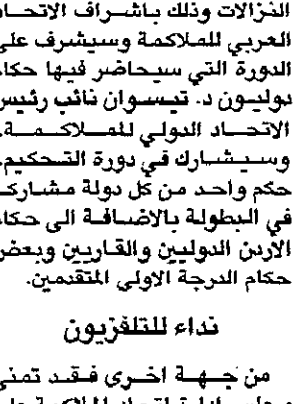 النزالات وذلك باشراف الاتحاد
العربي للملاكمة وسيشرف على
الدورة التي سيحاضر فيها حكام
دوليون د. تيسوان نائب رئيس
الاتحاد الدولي للملاكمة.
وسيشارك في دورة التحكيم
حكم واحد من كل دولة مشاركة
في البطولة بالاضافة الى حكام
الاردن الدوليين والقاريين وبعض
حكام الدرجة الاولي المتقدمين.
نداء للتلفزيون
من جهة اخرى فقد تمنى